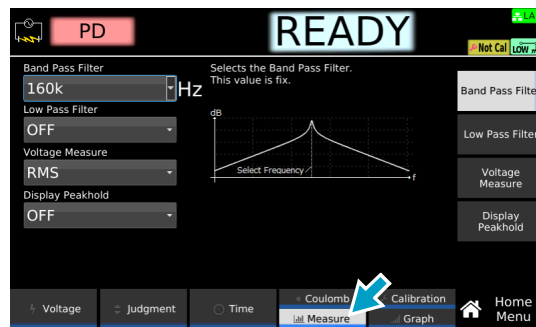 PD
READY
LA
Not Cal LOW
Band Pass Filter
160k Hz
Low Pass Filter
OFF
Voltage Measure
RMS
Display Peakhold
OFF
Selects the Band Pass Filter.
This value is fix.
dB
Select Frequency
f
Band Pass Filte
Low Pass Filter
Voltage
Measure
Display
Peakhold
Voltage
Judgment
Time
Coulomb
Measure
Calibration
Graph
Home
Menu